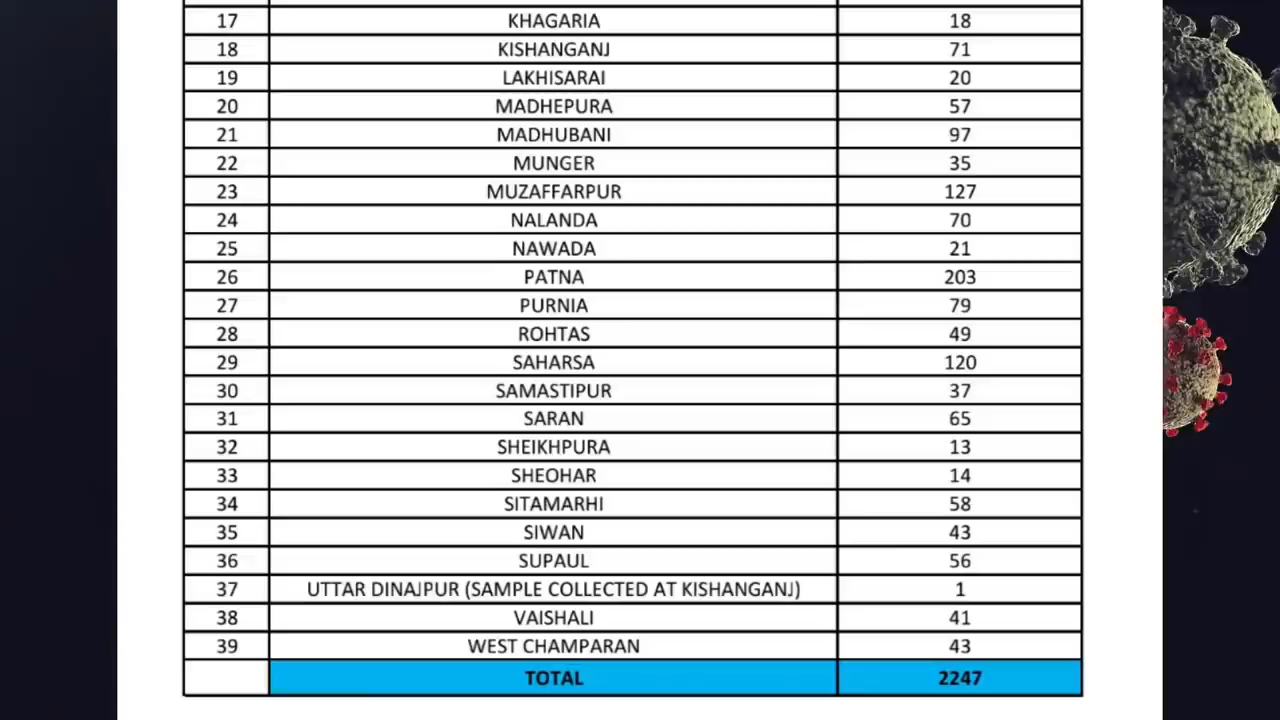 17 KHAGARIA 18
18 KISHANGANJ 71
19 LAKHISARAI 20
20 MADHEPURA 57
21 MADHUBANI 97
22 MUNGER 35
23 MUZAFFARPUR 127
24 NALANDA 70
25 NAWADA 21
26 PATNA 203
27 PURNIA 79
28 ROHTAS 49
29 SAHARSA 120
30 SAMASTIPUR 37
31 SARAN 65
32 SHEIKHPURA 13
33 SHEOHAR 14
34 SITAMARHI 58
35 SIWAN 43
36 SUPAUL 56
37 UTTAR DINAJPUR (SAMPLE COLLECTED AT KISHANGANJ) 1
38 VAISHALI 41
39 WEST CHAMPARAN 43
TOTAL 2247